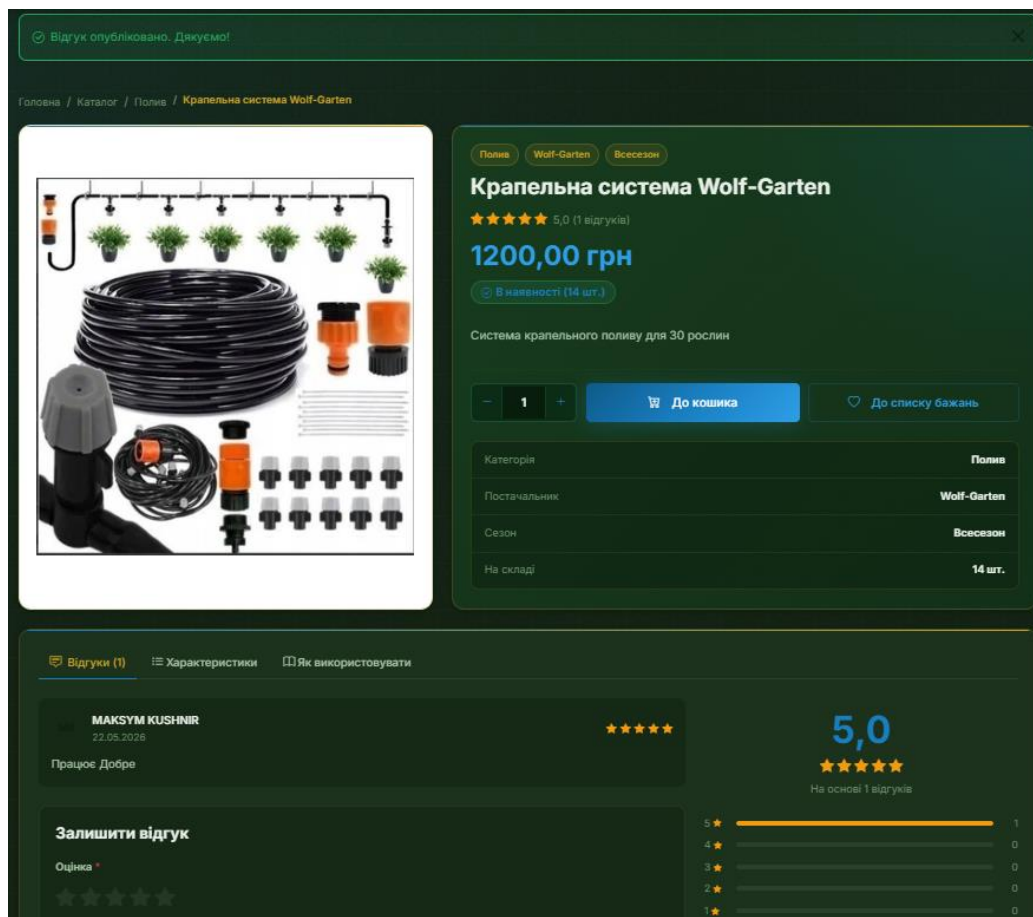 Відгук опубліковано. Дякуємо!
Головна / Каталог / Полив / Крапельна система Wolf-Garten
Полив Wolf-Garten Всесезон
Крапельна система Wolf-Garten
5,0 (1 відгуків)
1200,00 грн
В наявності (14 шт.)
Система крапельного поливу для 30 рослин
− 1 + До кошика До списку бажань
Категорія Полив
Постачальник Wolf-Garten
Сезон Всесезон
На складі 14 шт.
Відгуки (1) Характеристики Як використовувати
MAKSYM KUSHNIR
22.05.2026
Працює Добре
5,0
На основі 1 відгуків
Залишити відгук
Оцінка *
5 1
4 0
3 0
2 0
1 0